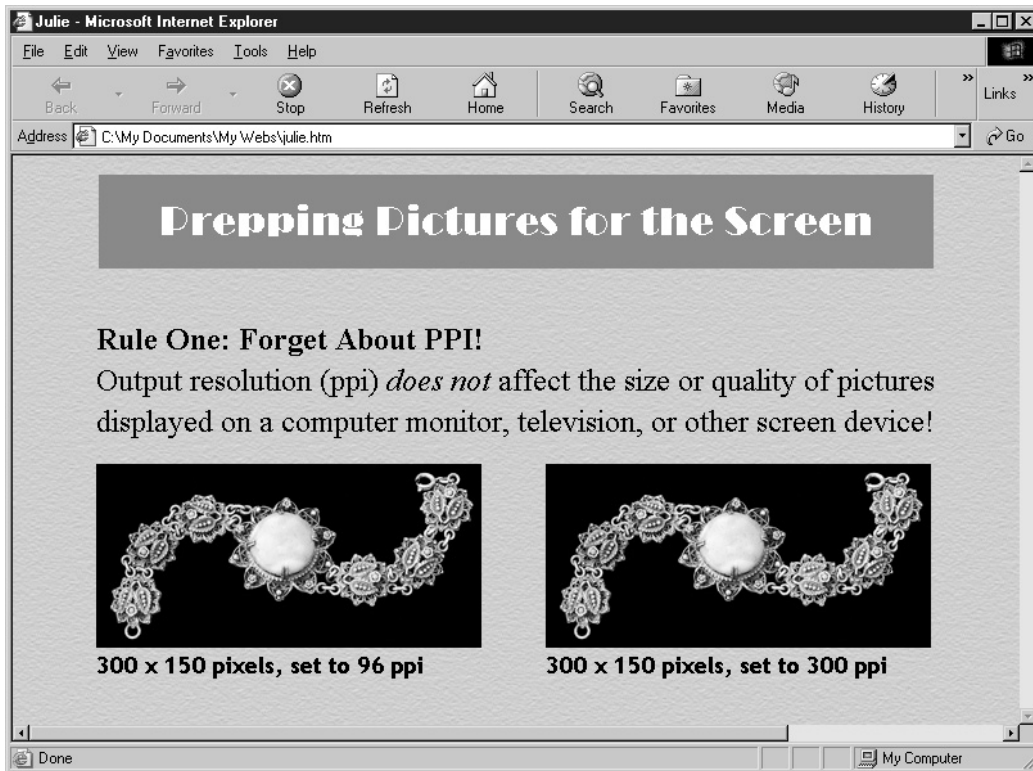 Julie - Microsoft Internet Explorer
File Edit View Favorites Tools Help
Back Forward Stop Refresh Home Search Favorites Media History » Links »
Address C:\My Documents\My Webs\julie.htm Go
Prepping Pictures for the Screen
Rule One: Forget About PPI!
Output resolution (ppi) does not affect the size or quality of pictures
displayed on a computer monitor, television, or other screen device!
300 x 150 pixels, set to 96 ppi 300 x 150 pixels, set to 300 ppi
Done My Computer